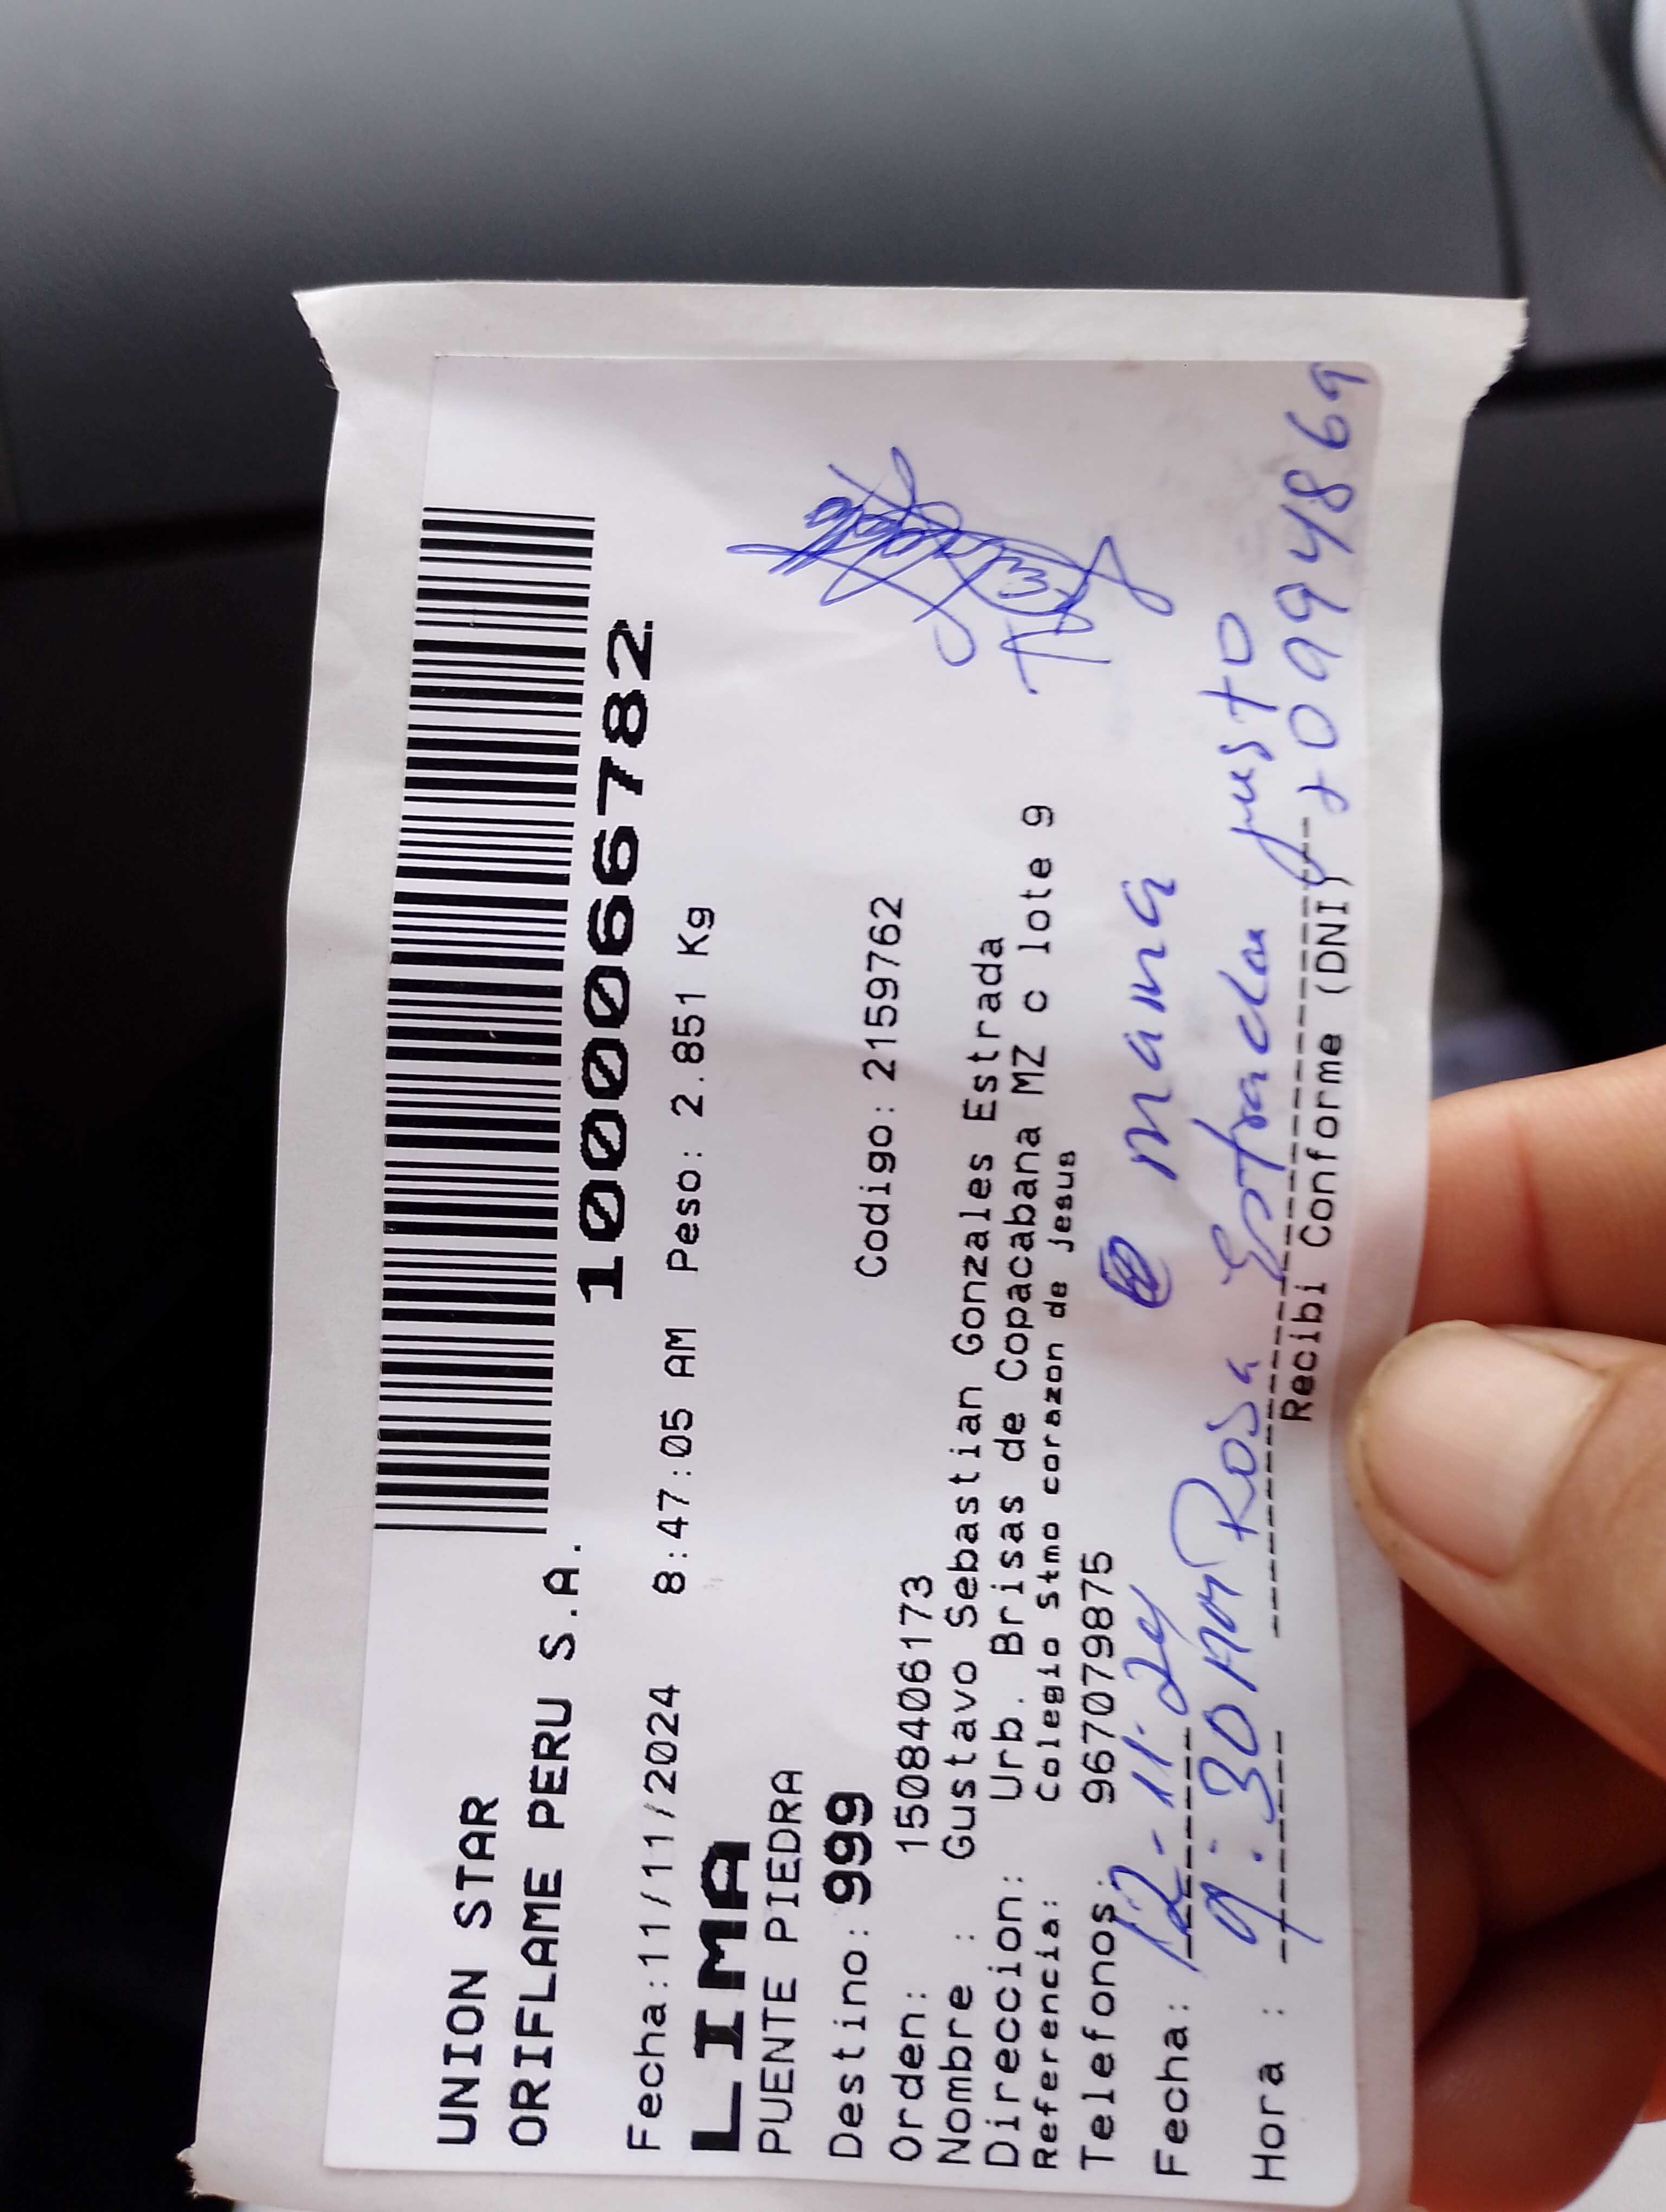 UNION STAR
ORIFLAME PERU S.A.
1000066782
Fecha:11/11/2024 8:47:05 AM Peso: 2.851 Kg
LIMA
PUENTE PIEDRA
Destino: 999
Codigo: 2159762
Orden: 1508406173
Nombre : Gustavo Sebastian Gonzales Estrada
Direccion: Urb. Brisas de Copacabana MZ c lote 9
Referencia: Colegio Stmo corazon de jesus
Telefonos: 967079875
mama
Fecha: 12-11-24
Hora : 9:30 AM Rosa Estrada justo
Recibi Conforme (DNI) 0994869